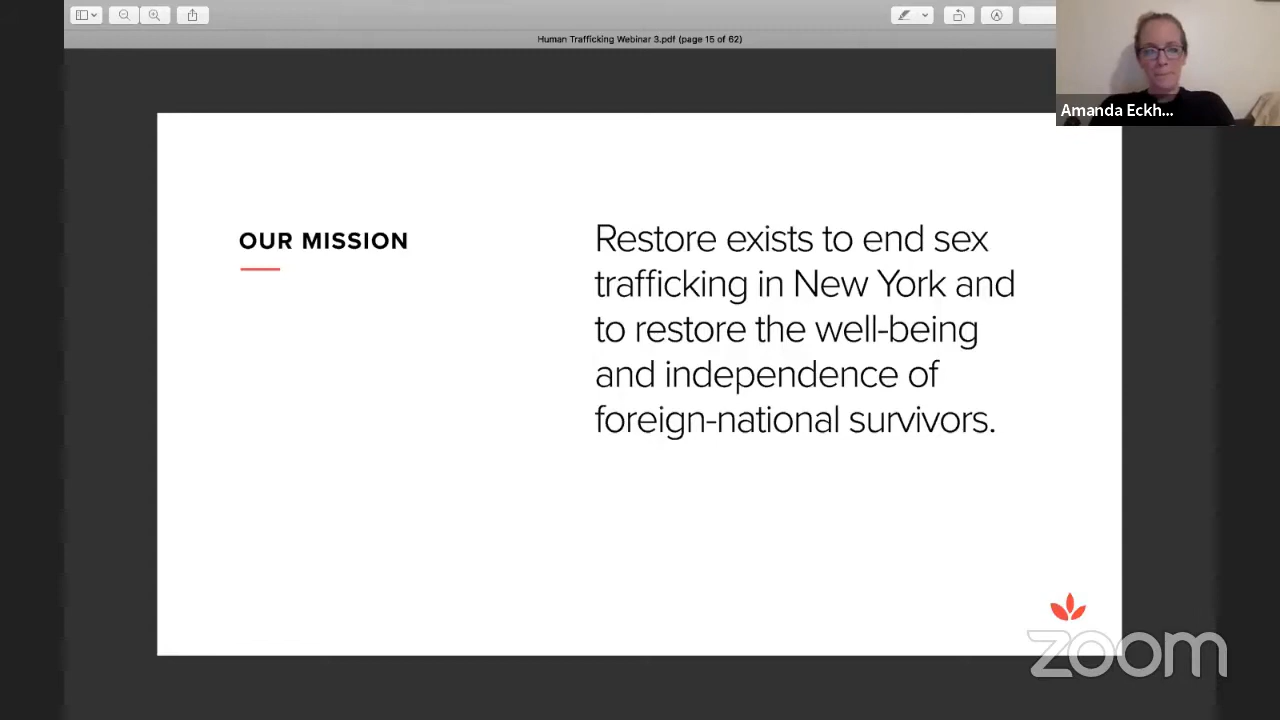 Human Trafficking Webinar 3.pdf (page 15 of 62)
Amanda Eckh...
OUR MISSION
Restore exists to end sex
trafficking in New York and
to restore the well-being
and independence of
foreign-national survivors.
zoom